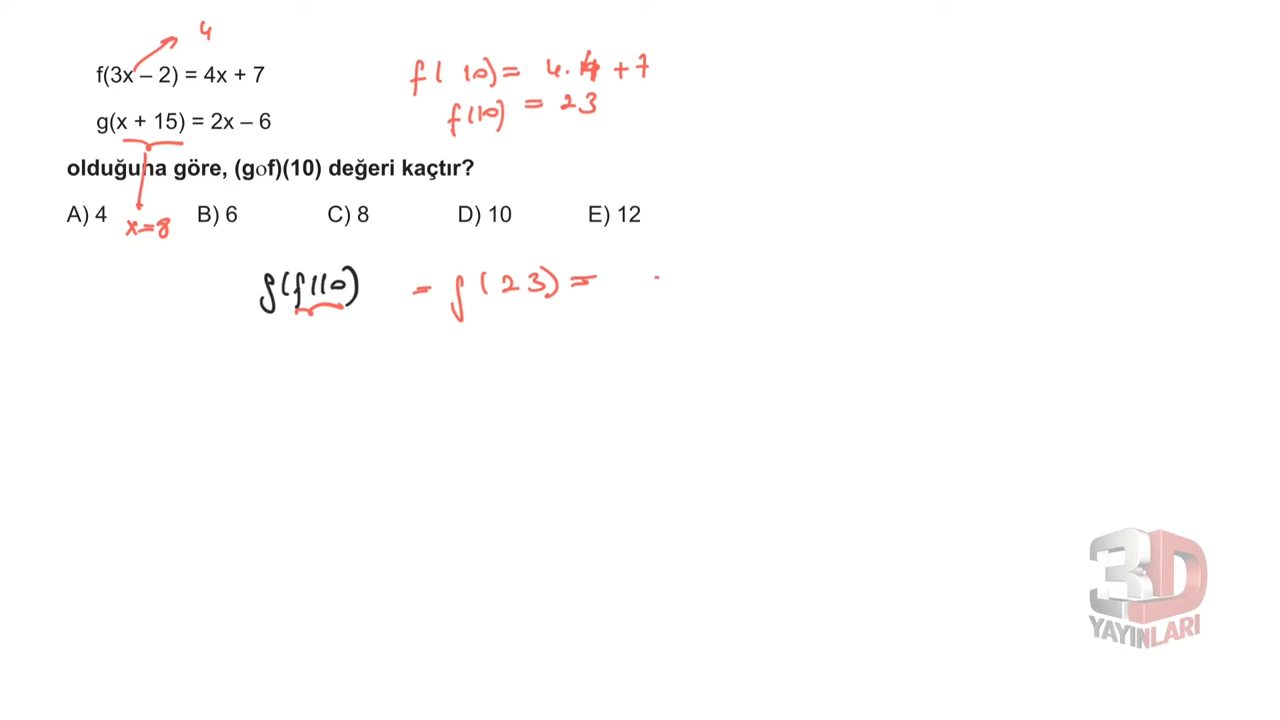 4
f(3x – 2) = 4x + 7
f( 10) = 4.4 + 7
g(x + 15) = 2x – 6
f(10) = 23
olduğuna göre, (gof)(10) değeri kaçtır?
A) 4 B) 6 C) 8 D) 10 E) 12
x=8
g(f(10) = g(23) =
3D
YAYINLARI